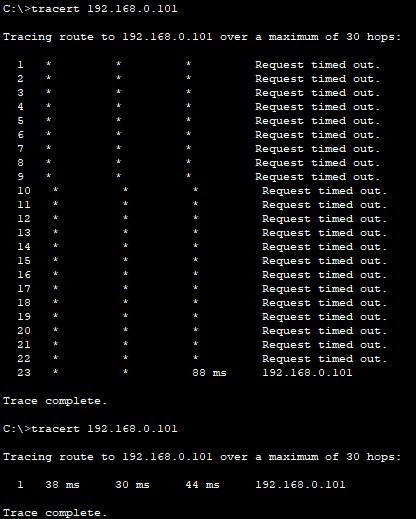 C:\>tracert 192.168.0.101
Tracing route to 192.168.0.101 over a maximum of 30 hops:
1 * * * Request timed out.
2 * * * Request timed out.
3 * * * Request timed out.
4 * * * Request timed out.
5 * * * Request timed out.
6 * * * Request timed out.
7 * * * Request timed out.
8 * * * Request timed out.
9 * * * Request timed out.
10 * * * Request timed out.
11 * * * Request timed out.
12 * * * Request timed out.
13 * * * Request timed out.
14 * * * Request timed out.
15 * * * Request timed out.
16 * * * Request timed out.
17 * * * Request timed out.
18 * * * Request timed out.
19 * * * Request timed out.
20 * * * Request timed out.
21 * * * Request timed out.
22 * * * Request timed out.
23 * * 88 ms 192.168.0.101
Trace complete.
C:\>tracert 192.168.0.101
Tracing route to 192.168.0.101 over a maximum of 30 hops:
1 38 ms 30 ms 44 ms 192.168.0.101
Trace complete.